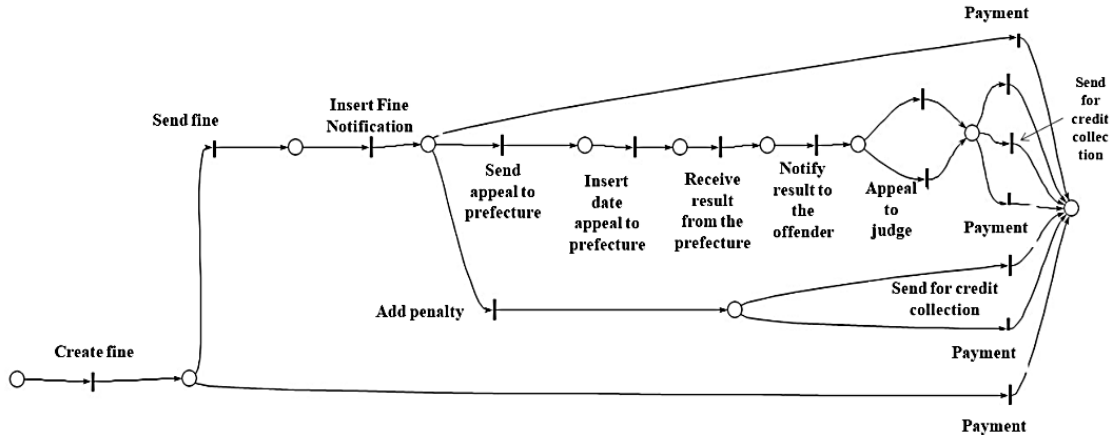 Payment
Send
for
credit
collec
tion
Insert Fine
Notification
Send fine
Send
appeal to
prefecture
Insert
date
appeal to
prefecture
Receive
result
from the
prefecture
Notify
result to
the
offender
Appeal
to
judge
Payment
Add penalty
Send for credit
collection
Create fine
Payment
Payment